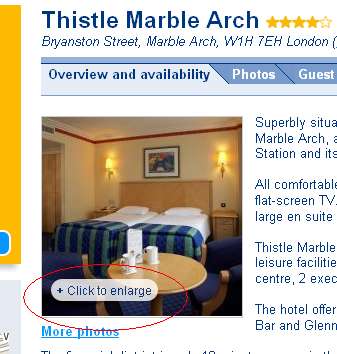 Thistle Marble Arch
Bryanston Street, Marble Arch, W1H 7EH London (
Overview and availability
Photos
Guest
Superbly situa
Marble Arch, a
Station and its
All comfortable
flat-screen TV.
large en suite
Thistle Marble
leisure facilitie
centre, 2 exec
The hotel offer
Bar and Glenn
+ Click to enlarge
More photos